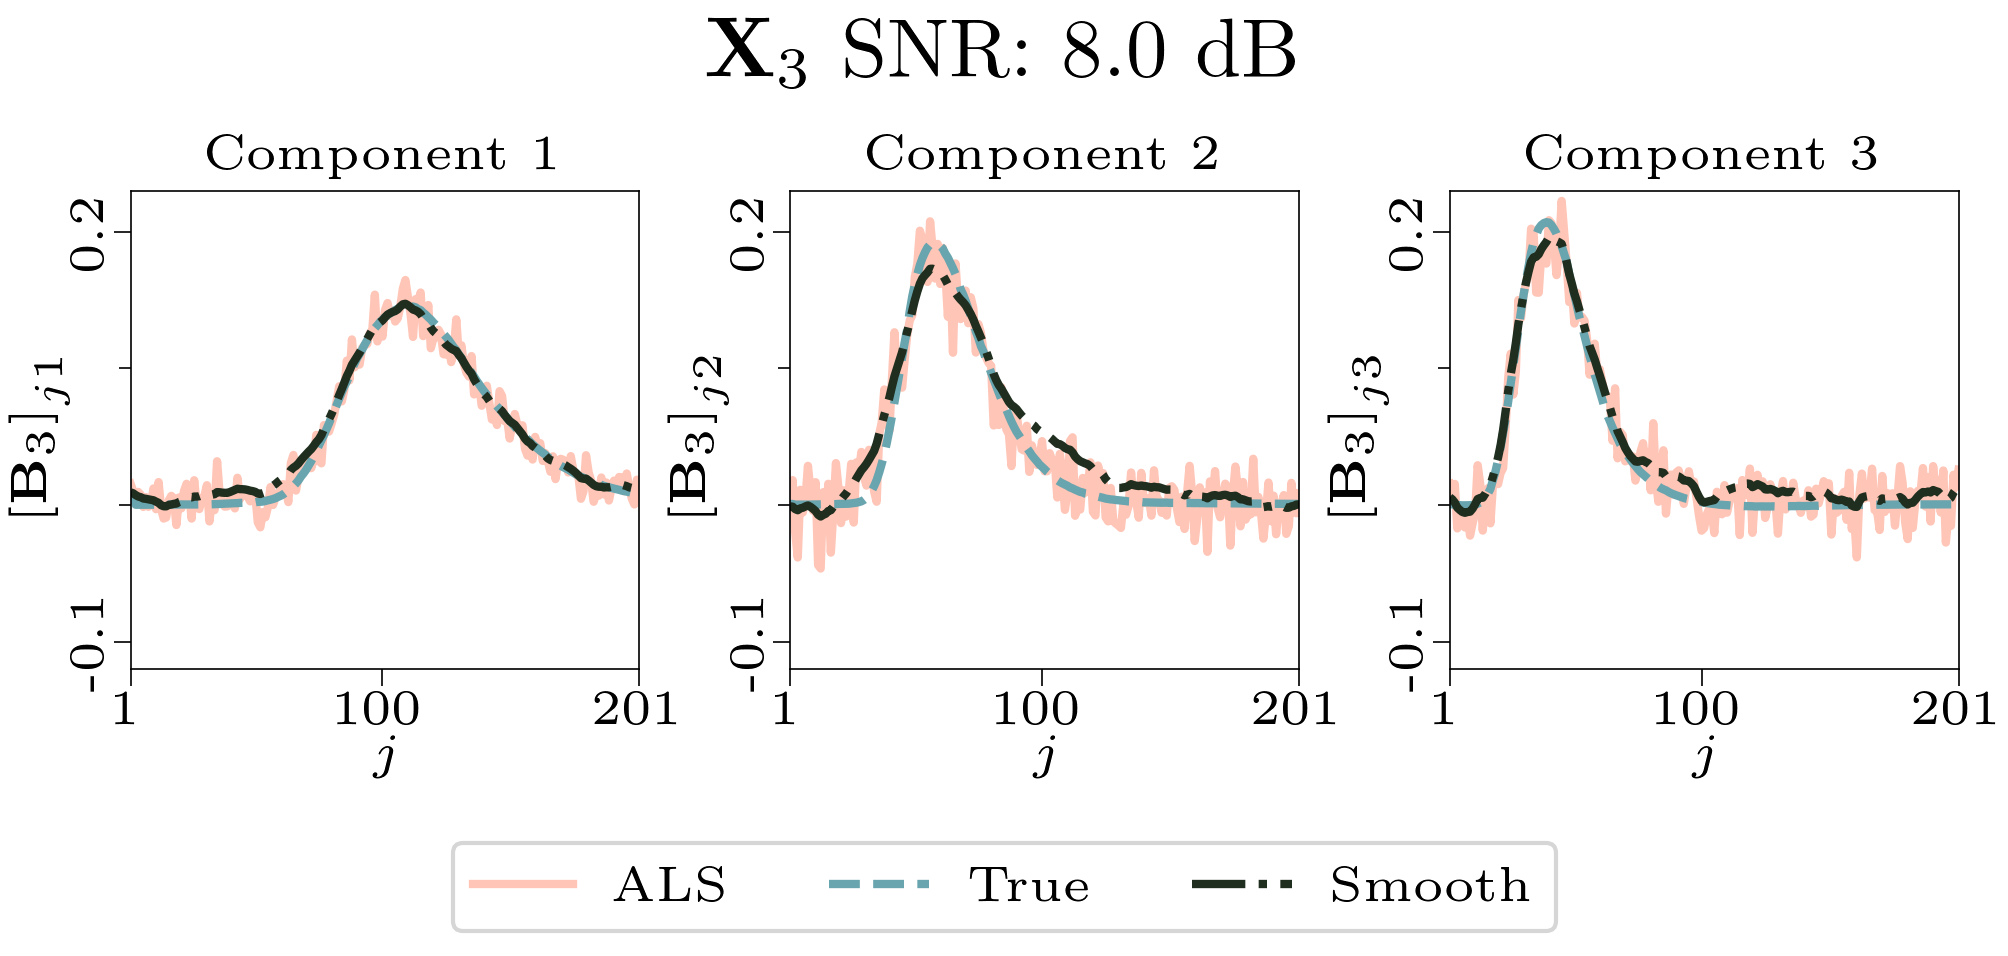 X₃ SNR: 8.0 dB
Component 1
Component 2
Component 3
0.2
-0.1
[B₃]ⱼ₁
1 100 201
j
0.2
-0.1
[B₃]ⱼ₂
1 100 201
j
0.2
-0.1
[B₃]ⱼ₃
1 100 201
j
ALS True Smooth